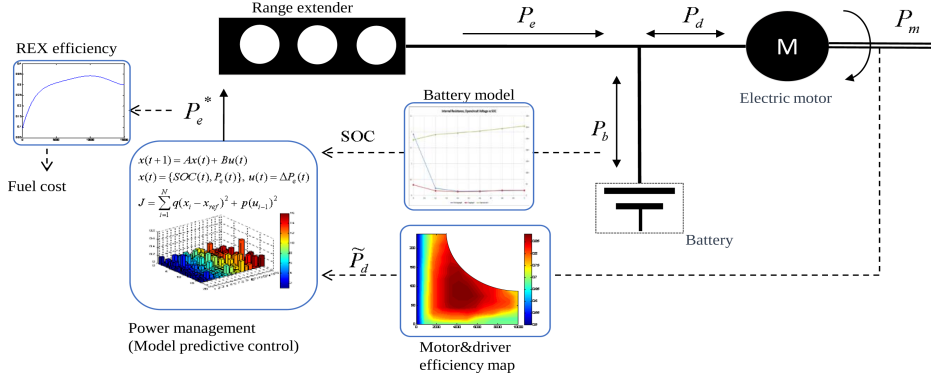 Range extender
P_e
P_d
M
P_m
REX efficiency
Electric motor
P_e^*
Battery model
SOC
P_b
Fuel cost
x(t+1) = Ax(t) + Bu(t)
x(t) = {SOC(t), P_e(t)}, u(t) = ΔP_e(t)
J = ∑_{i=1}^{N} q(x_i − x_{ref})^2 + p(u_{i−1})^2
Battery
P̃_d
Power management
(Model predictive control)
Motor&driver
efficiency map